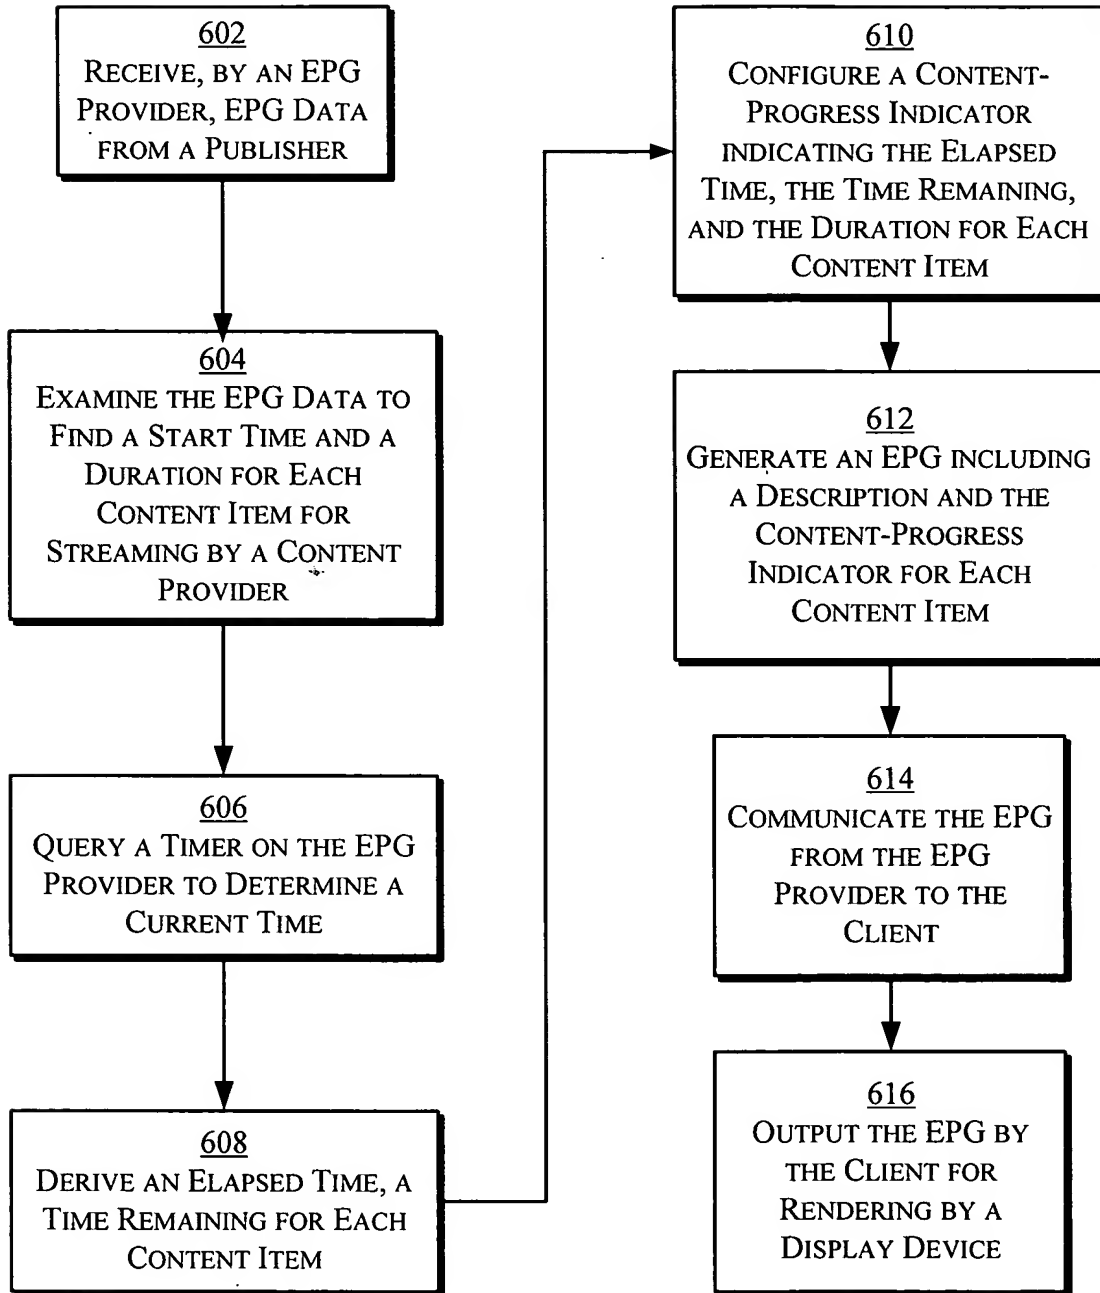 602
RECEIVE, BY AN EPG
PROVIDER, EPG DATA
FROM A PUBLISHER
604
EXAMINE THE EPG DATA TO
FIND A START TIME AND A
DURATION FOR EACH
CONTENT ITEM FOR
STREAMING BY A CONTENT
PROVIDER
606
QUERY A TIMER ON THE EPG
PROVIDER TO DETERMINE A
CURRENT TIME
608
DERIVE AN ELAPSED TIME, A
TIME REMAINING FOR EACH
CONTENT ITEM
610
CONFIGURE A CONTENT-
PROGRESS INDICATOR
INDICATING THE ELAPSED
TIME, THE TIME REMAINING,
AND THE DURATION FOR EACH
CONTENT ITEM
612
GENERATE AN EPG INCLUDING
A DESCRIPTION AND THE
CONTENT-PROGRESS
INDICATOR FOR EACH
CONTENT ITEM
614
COMMUNICATE THE EPG
FROM THE EPG
PROVIDER TO THE
CLIENT
616
OUTPUT THE EPG BY
THE CLIENT FOR
RENDERING BY A
DISPLAY DEVICE